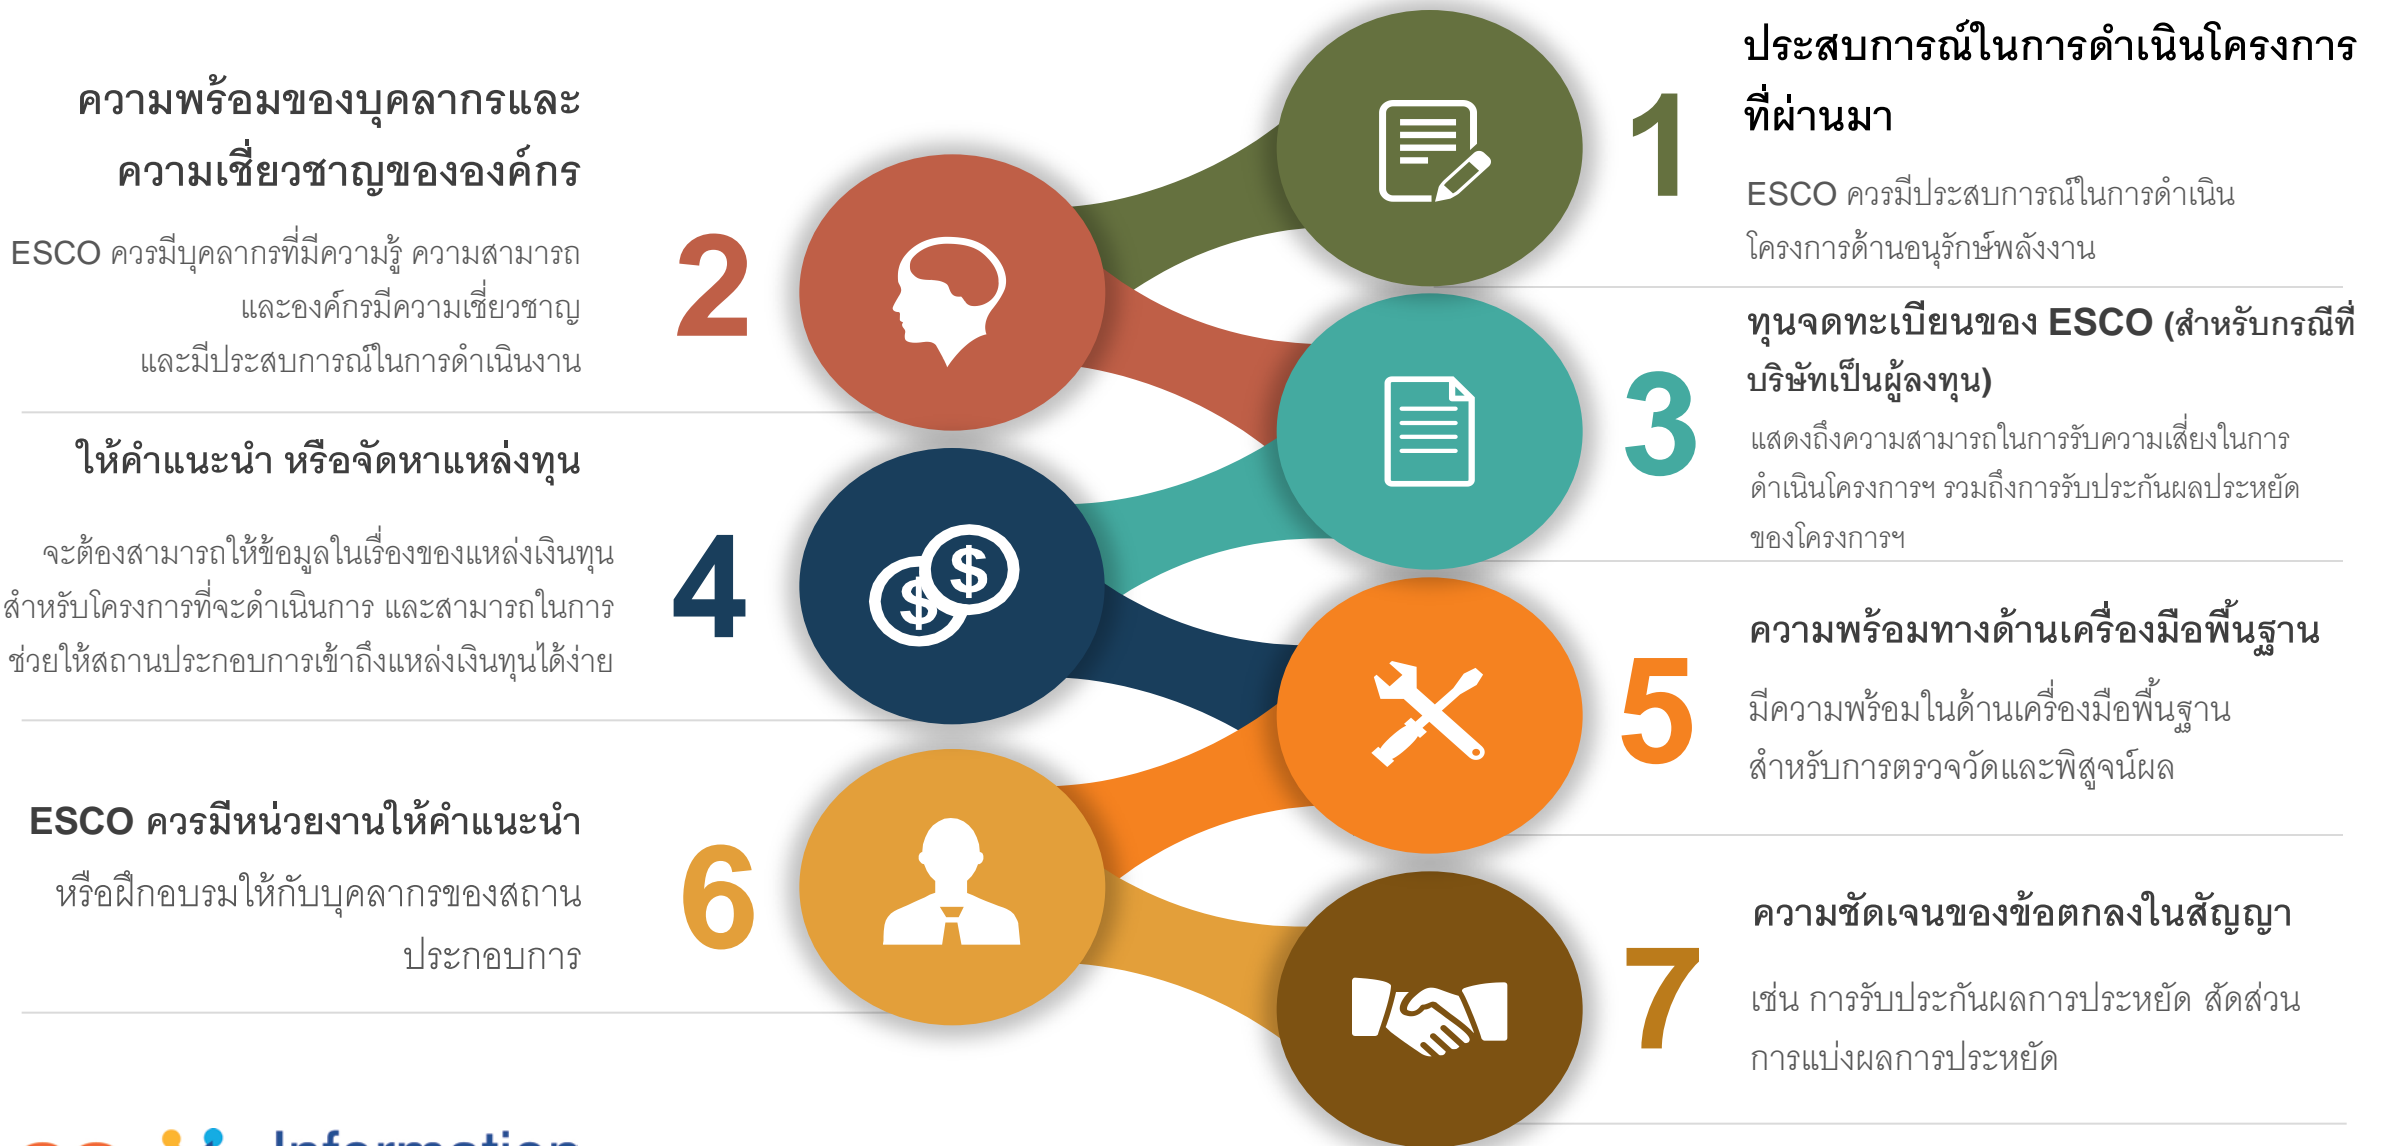 1
ประสบการณ์ในการดำเนินโครงการ
ที่ผ่านมา
ESCO ควรมีประสบการณ์ในการดำเนิน
โครงการด้านอนุรักษ์พลังงาน
2
ความพร้อมของบุคลากรและ
ความเชี่ยวชาญขององค์กร
ESCO ควรมีบุคลากรที่มีความรู้ ความสามารถ
และองค์กรมีความเชี่ยวชาญ
และมีประสบการณ์ในการดำเนินงาน
3
ทุนจดทะเบียนของ ESCO (สำหรับกรณีที่
บริษัทเป็นผู้ลงทุน)
แสดงถึงความสามารถในการรับความเสี่ยงในการ
ดำเนินโครงการฯ รวมถึงการรับประกันผลประหยัด
ของโครงการฯ
4
ให้คำแนะนำ หรือจัดหาแหล่งทุน
จะต้องสามารถให้ข้อมูลในเรื่องของแหล่งเงินทุน
สำหรับโครงการที่จะดำเนินการ และสามารถในการ
ช่วยให้สถานประกอบการเข้าถึงแหล่งเงินทุนได้ง่าย
$ $
5
ความพร้อมทางด้านเครื่องมือพื้นฐาน
มีความพร้อมในด้านเครื่องมือพื้นฐาน
สำหรับการตรวจวัดและพิสูจน์ผล
6
ESCO ควรมีหน่วยงานให้คำแนะนำ
หรือฝึกอบรมให้กับบุคลากรของสถาน
ประกอบการ
7
ความชัดเจนของข้อตกลงในสัญญา
เช่น การรับประกันผลการประหยัด สัดส่วน
การแบ่งผลการประหยัด
Information